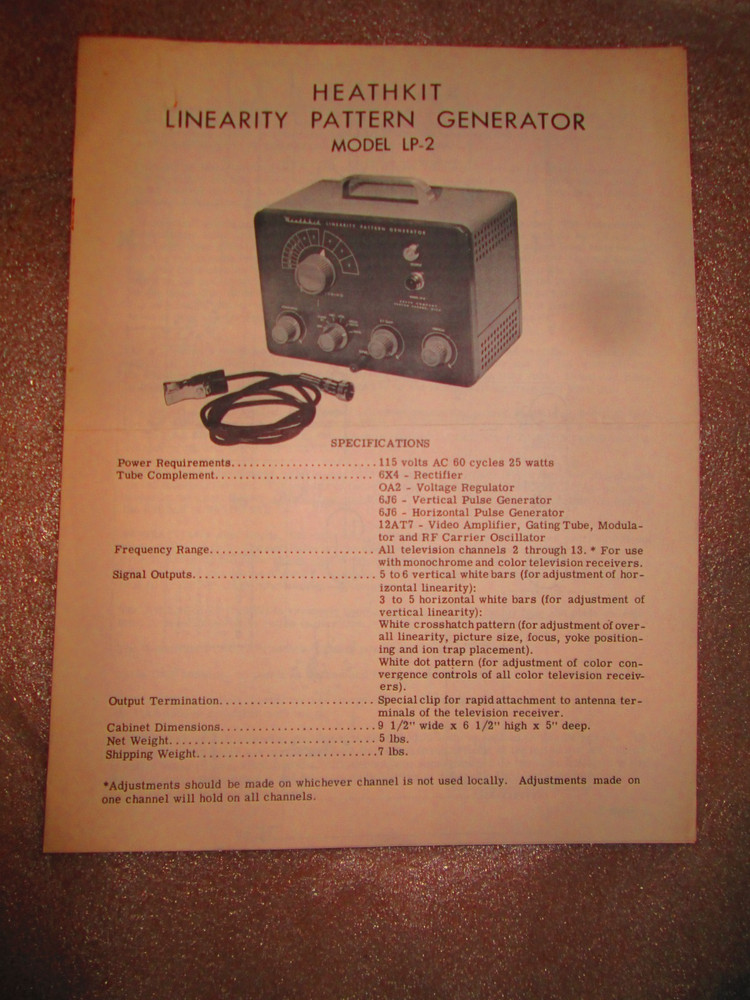 HEATHKIT
LINEARITY PATTERN GENERATOR
MODEL LP-2
Heathkit LINEARITY PATTERN GENERATOR
SPECIFICATIONS
Power Requirements......................115 volts AC 60 cycles 25 watts
Tube Complement........................6X4 - Rectifier
OA2 - Voltage Regulator
6J6 - Vertical Pulse Generator
6J6 - Horizontal Pulse Generator
12AT7 - Video Amplifier, Gating Tube, Modula-
tor and RF Carrier Oscillator
Frequency Range.........................All television channels 2 through 13. * For use
with monochrome and color television receivers.
Signal Outputs............................5 to 6 vertical white bars (for adjustment of hor-
izontal linearity):
3 to 5 horizontal white bars (for adjustment of
vertical linearity):
White crosshatch pattern (for adjustment of over-
all linearity, picture size, focus, yoke position-
ing and ion trap placement).
White dot pattern (for adjustment of color con-
vergence controls of all color television receiv-
ers).
Output Termination.......................Special clip for rapid attachment to antenna ter-
minals of the television receiver.
Cabinet Dimensions.......................9 1/2" wide x 6 1/2" high x 5" deep.
Net Weight...............................5 lbs.
Shipping Weight...........................7 lbs.
*Adjustments should be made on whichever channel is not used locally. Adjustments made on
one channel will hold on all channels.